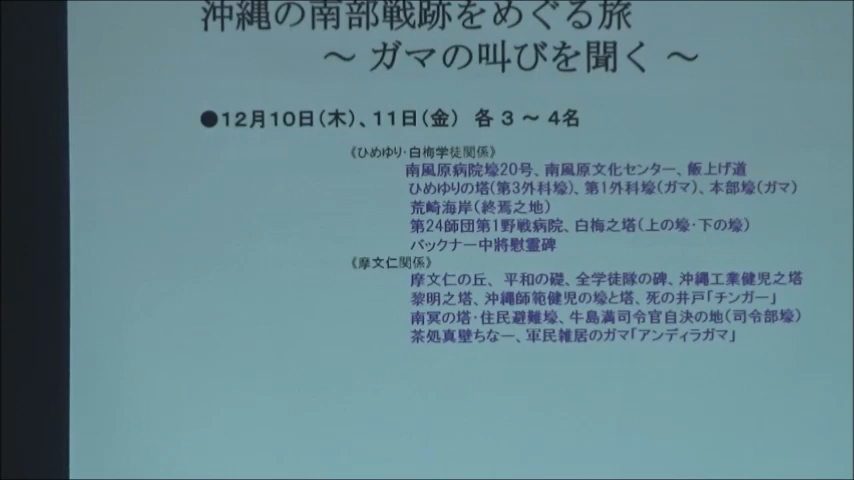 沖縄の南部戦跡をめぐる旅
～ ガマの叫びを聞く ～
●12月10日(木)、11日(金) 各 3 ～ 4名
《ひめゆり・白梅学徒関係》
南風原病院壕20号、南風原文化センター、飯上げ道
ひめゆりの塔(第3外科壕)、第1外科壕(ガマ)、本部壕(ガマ)
荒崎海岸(終焉之地)
第24師団第1野戦病院、白梅之塔(上の壕・下の壕)
バックナー中將慰霊碑
《摩文仁関係》
摩文仁の丘、 平和の礎、全学徒隊の碑、沖縄工業健児之塔
黎明之塔、沖縄師範健児の壕と塔、死の井戸「チンガー」
南冥の塔・住民避難壕、牛島満司令官自決の地(司令部壕)
茶処真壁ちなー、軍民雑居のガマ「アンディラガマ」